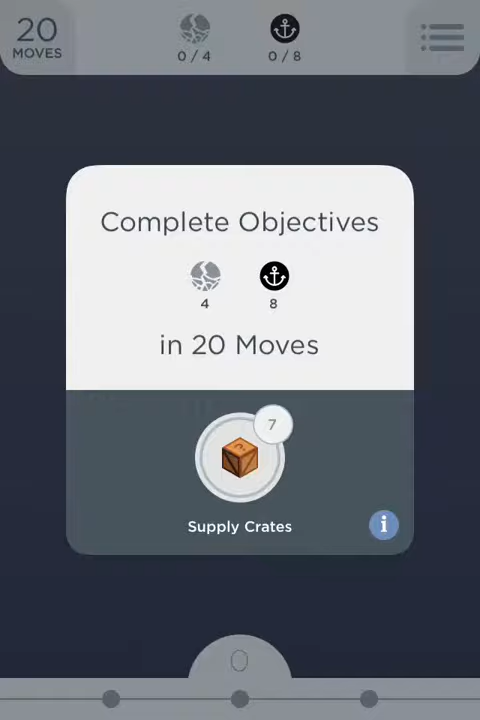 20
MOVES
0 / 4
0 / 8
Complete Objectives
4
8
in 20 Moves
7
Supply Crates
i
0